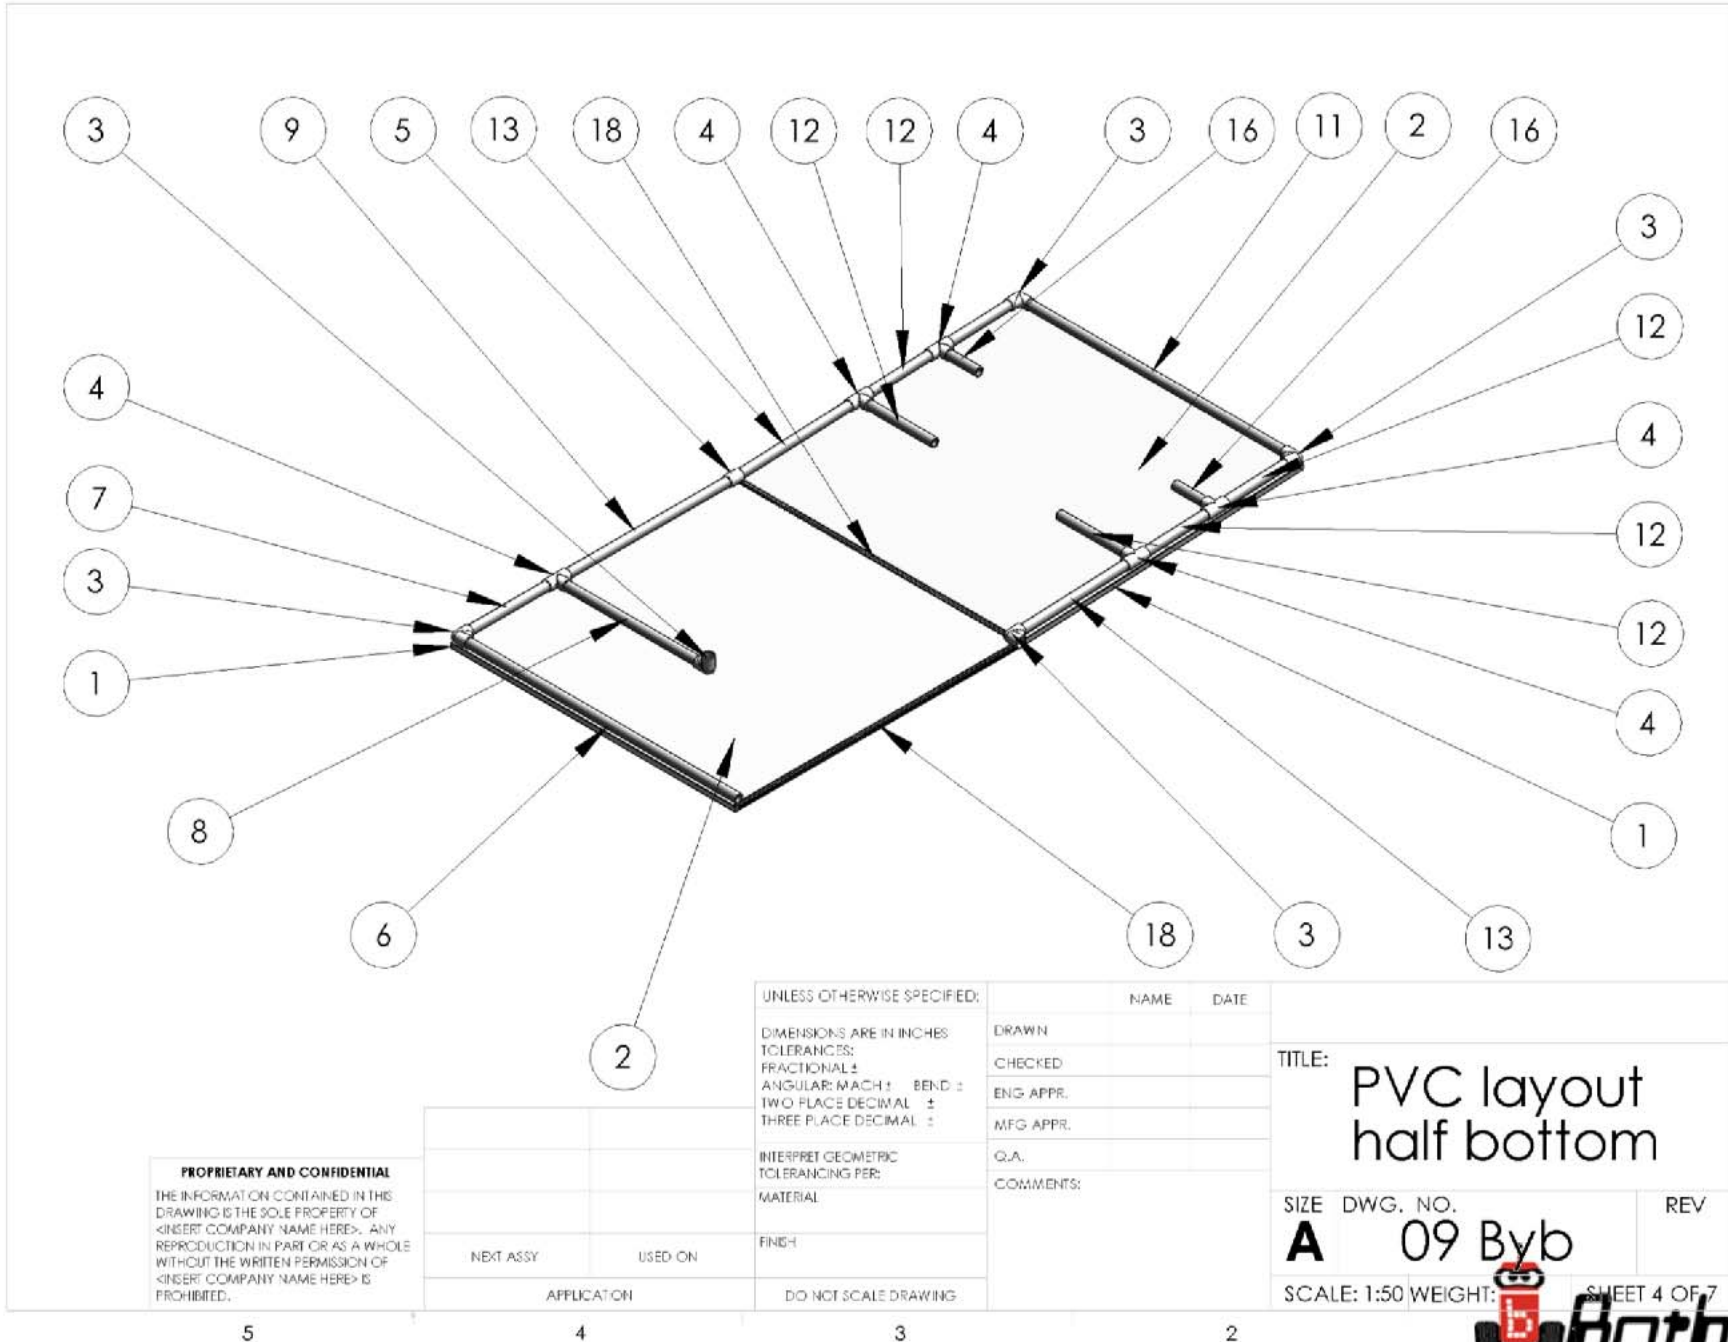 3
9
5
13
18
4
12
12
4
3
16
11
2
16
3
12
4
12
12
4
1
4
7
3
1
8
6
2
18
3
13
UNLESS OTHERWISE SPECIFIED:
DIMENSIONS ARE IN INCHES
TOLERANCES:
FRACTIONAL ±
ANGULAR: MACH ± BEND ±
TWO PLACE DECIMAL ±
THREE PLACE DECIMAL ±
INTERPRET GEOMETRIC
TOLERANCING PER:
MATERIAL
FINISH
DO NOT SCALE DRAWING
NAME DATE
DRAWN
CHECKED
ENG APPR.
MFG APPR.
Q.A.
COMMENTS:
TITLE:
PVC layout
half bottom
SIZE DWG. NO. REV
A 09 Byb
SCALE: 1:50 WEIGHT: SHEET 4 OF 7
PROPRIETARY AND CONFIDENTIAL
THE INFORMATION CONTAINED IN THIS
DRAWING IS THE SOLE PROPERTY OF
<INSERT COMPANY NAME HERE>. ANY
REPRODUCTION IN PART OR AS A WHOLE
WITHOUT THE WRITTEN PERMISSION OF
<INSERT COMPANY NAME HERE> IS
PROHIBITED.
NEXT ASSY USED ON
APPLICATION
5 4 3 2
b